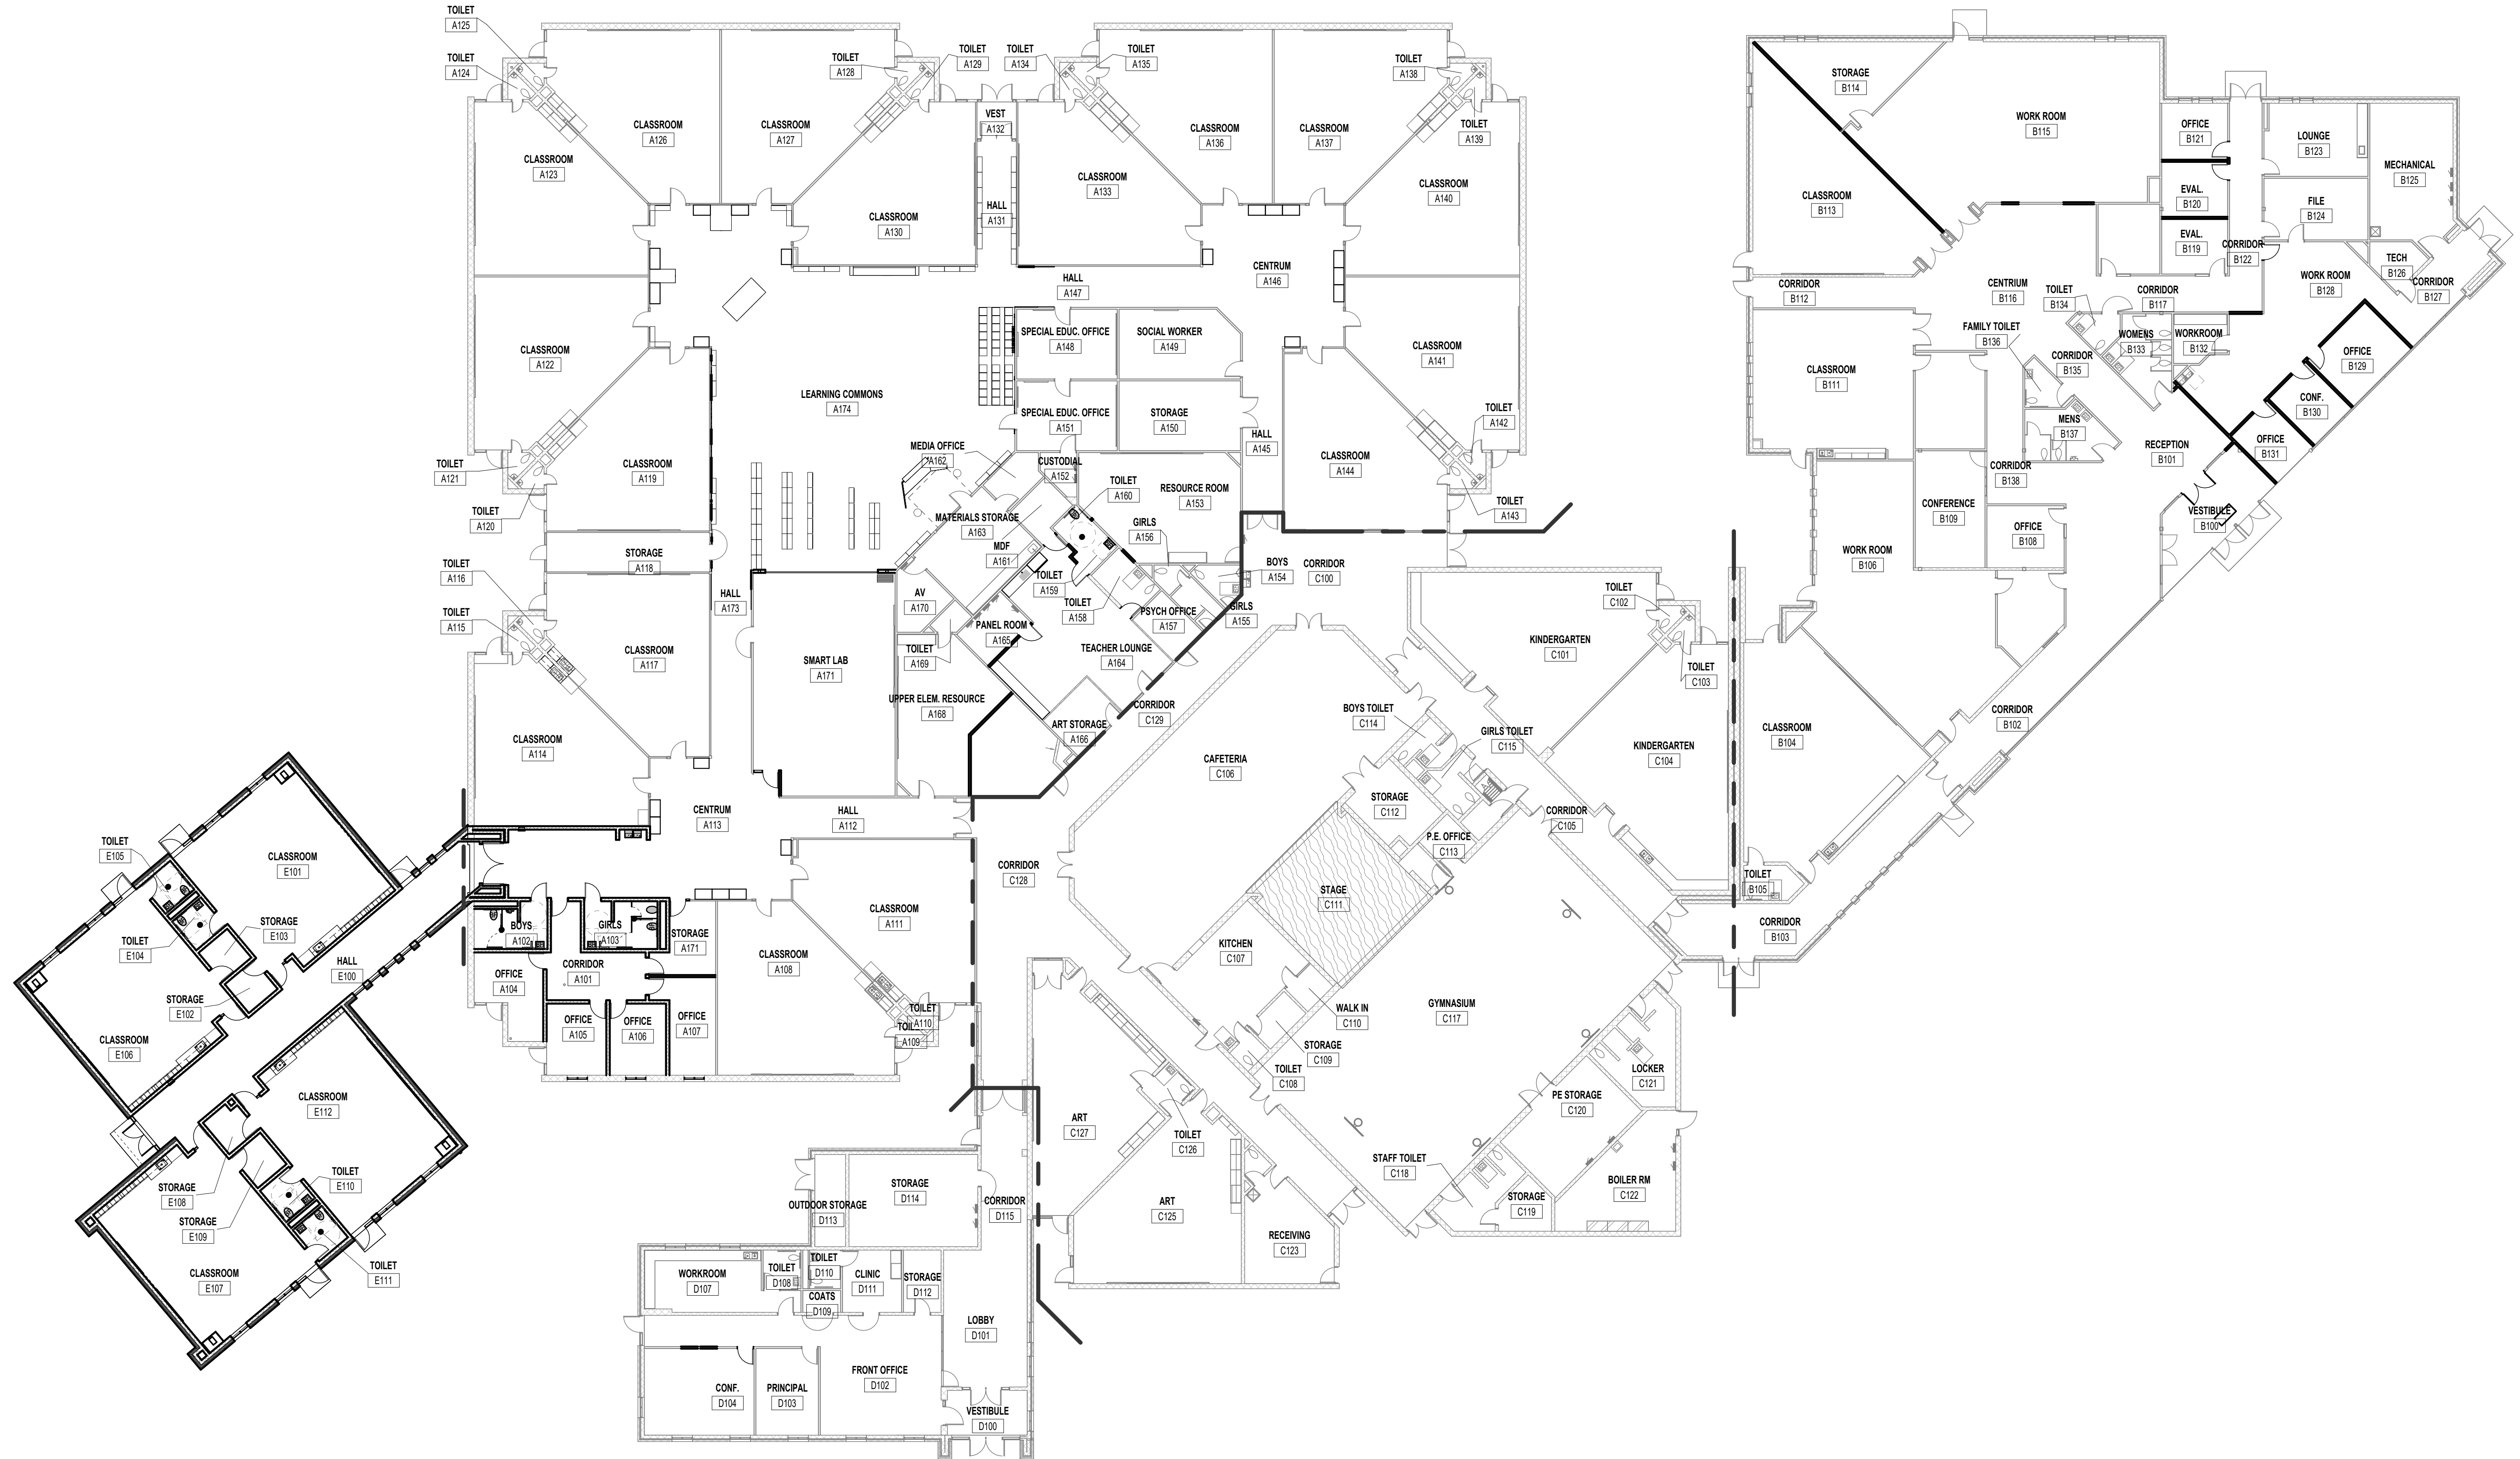 TOILET
A125
TOILET
A124
TOILET
A128
TOILET
A129
TOILET
A134
TOILET
A135
TOILET
A138
TOILET
A139
VEST
A132
CLASSROOM
A126
CLASSROOM
A127
CLASSROOM
A136
CLASSROOM
A137
CLASSROOM
A123
CLASSROOM
A130
HALL
A131
CLASSROOM
A133
CLASSROOM
A140
CENTRUM
A146
HALL
A147
CLASSROOM
A122
SPECIAL EDUC. OFFICE
A148
SOCIAL WORKER
A149
CLASSROOM
A141
LEARNING COMMONS
A174
SPECIAL EDUC. OFFICE
A151
STORAGE
A150
HALL
A145
TOILET
A142
MEDIA OFFICE
A162
CUSTODIAL
A152
CLASSROOM
A144
TOILET
A121
CLASSROOM
A119
TOILET
A160
RESOURCE ROOM
A153
TOILET
A143
TOILET
A120
MATERIALS STORAGE
A163
GIRLS
A156
STORAGE
A118
MDF
A161
BOYS
A154
CORRIDOR
C100
TOILET
A116
TOILET
A159
TOILET
A158
HALL
A173
AV
A170
GIRLS
A155
PSYCH OFFICE
A157
TOILET
A115
PANEL ROOM
A165
CLASSROOM
A117
SMART LAB
A171
TOILET
A169
TEACHER LOUNGE
A164
UPPER ELEM. RESOURCE
A168
CORRIDOR
C129
ART STORAGE
A166
CLASSROOM
A114
CENTRUM
A113
HALL
A112
STORAGE
B114
WORK ROOM
B115
OFFICE
B121
LOUNGE
B123
MECHANICAL
B125
EVAL.
B120
FILE
B124
CLASSROOM
B113
EVAL.
B119
CORRIDOR
B122
TECH
B126
WORK ROOM
B128
CORRIDOR
B127
CORRIDOR
B112
CENTRIUM
B116
TOILET
B134
CORRIDOR
B117
FAMILY TOILET
B136
WOMENS
B133
WORKROOM
B132
OFFICE
B129
CORRIDOR
B135
CLASSROOM
B111
CONF.
B130
MENS
B137
RECEPTION
B101
OFFICE
B131
CORRIDOR
B138
CONFERENCE
B109
VESTIBULE
B100
OFFICE
B108
WORK ROOM
B106
TOILET
C102
KINDERGARTEN
C101
TOILET
C103
BOYS TOILET
C114
GIRLS TOILET
C115
KINDERGARTEN
C104
CLASSROOM
B104
CORRIDOR
B102
CAFETERIA
C106
STORAGE
C112
CORRIDOR
C105
P.E. OFFICE
C113
CORRIDOR
C128
STAGE
C111
TOILET
B105
CORRIDOR
B103
KITCHEN
C107
WALK IN
C110
GYMNASIUM
C117
STORAGE
C109
TOILET
C108
LOCKER
C121
PE STORAGE
C120
ART
C127
TOILET
C126
STAFF TOILET
C118
BOILER RM
C122
ART
C125
STORAGE
C119
RECEIVING
C123
TOILET
E105
CLASSROOM
E101
STORAGE
E103
TOILET
E104
HALL
E100
STORAGE
E102
CLASSROOM
E106
CLASSROOM
E112
TOILET
E110
STORAGE
E108
STORAGE
E109
TOILET
E111
CLASSROOM
E107
BOYS
A102
GIRLS
A103
STORAGE
A171
CLASSROOM
A111
CLASSROOM
A108
OFFICE
A104
CORRIDOR
A101
OFFICE
A105
OFFICE
A106
OFFICE
A107
TOILET
A110
TOILET
A109
STORAGE
D114
OUTDOOR STORAGE
D113
CORRIDOR
D115
WORKROOM
D107
TOILET
D108
TOILET
D110
CLINIC
D111
STORAGE
D112
COATS
D109
LOBBY
D101
FRONT OFFICE
D102
CONF.
D104
PRINCIPAL
D103
VESTIBULE
D100